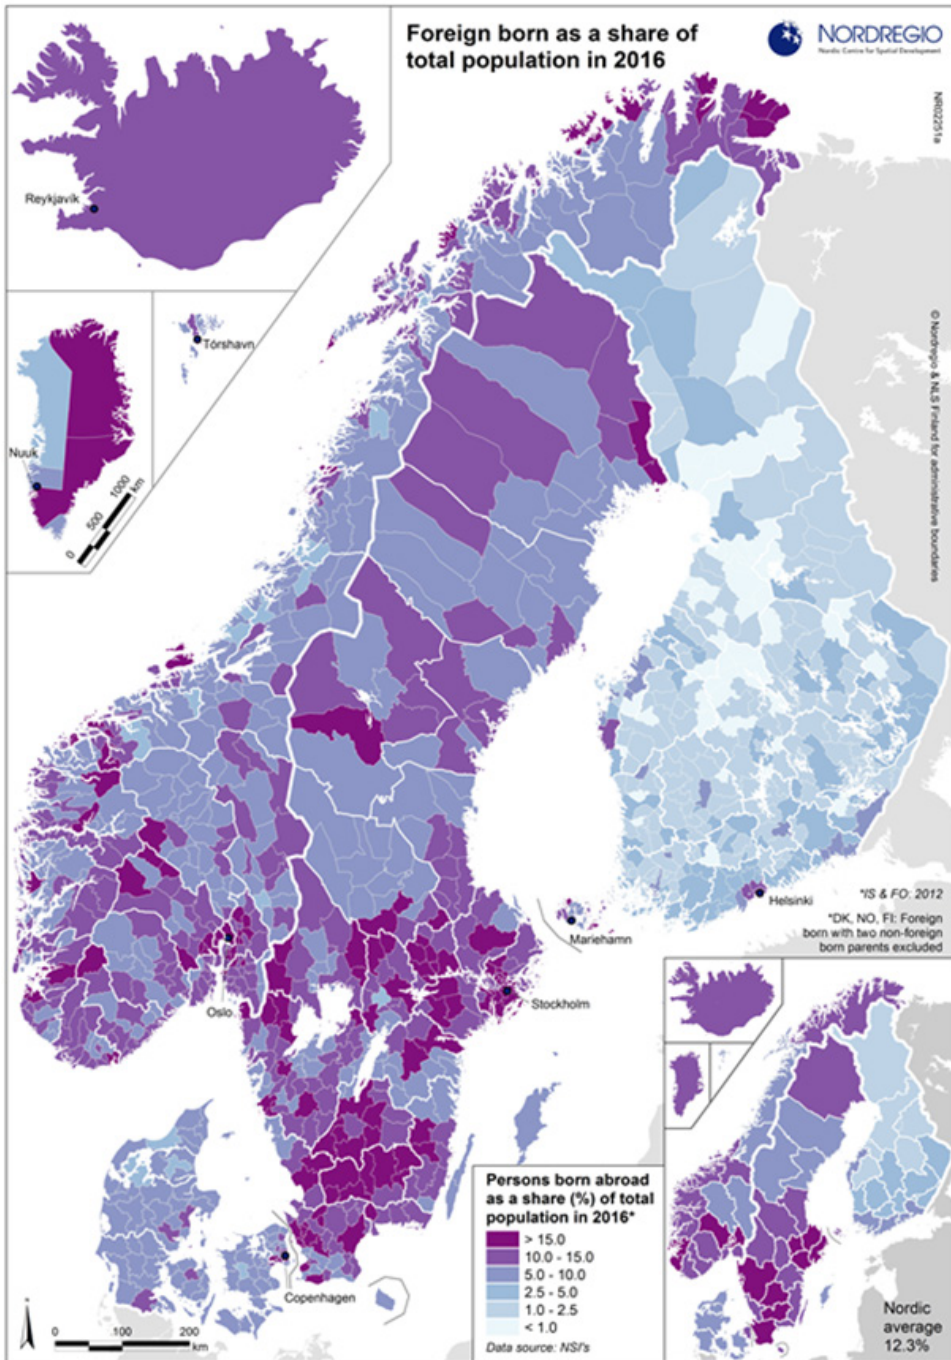 Foreign born as a share of
total population in 2016
NORDREGIO
Nordic Centre for Spatial Development
NR02251a
Reykjavík
Tórshavn
Nuuk
0 500 1000
km
© Nordregio & NLS Finland for administrative boundaries
Helsinki
*IS & FO: 2012
*DK, NO, FI: Foreign
born with two non-foreign
born parents excluded
Mariehamn
Oslo
Stockholm
Copenhagen
Persons born abroad
as a share (%) of total
population in 2016*
> 15.0
10.0 - 15.0
5.0 - 10.0
2.5 - 5.0
1.0 - 2.5
< 1.0
Data source: NSI's
0 100 200
km
Nordic
average
12.3%